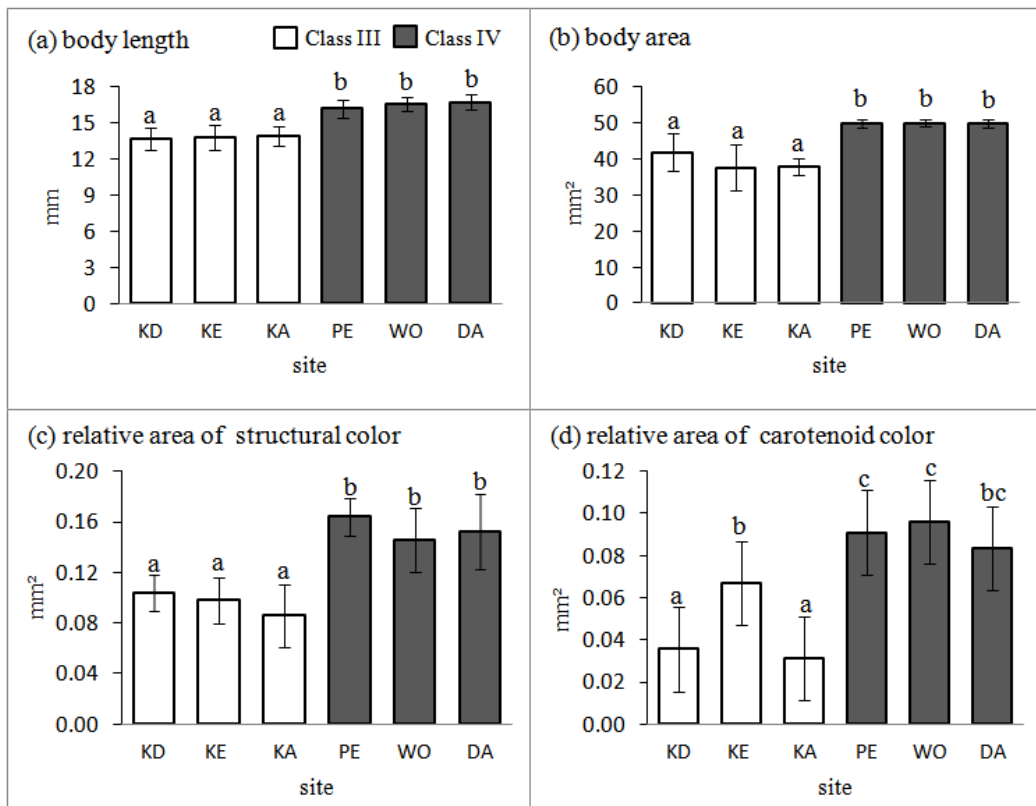 (a) body length
Class III
Class IV
18
15
12
9
6
3
0
mm
a
a
a
b
b
b
KD KE KA PE WO DA
site
(b) body area
60
50
40
30
20
10
0
mm²
a
a
a
b
b
b
KD KE KA PE WO DA
site
(c) relative area of structural color
0.20
0.16
0.12
0.08
0.04
0.00
mm²
a
a
a
b
b
b
KD KE KA PE WO DA
site
(d) relative area of carotenoid color
0.12
0.10
0.08
0.06
0.04
0.02
0.00
mm²
a
b
a
c
c
bc
KD KE KA PE WO DA
site